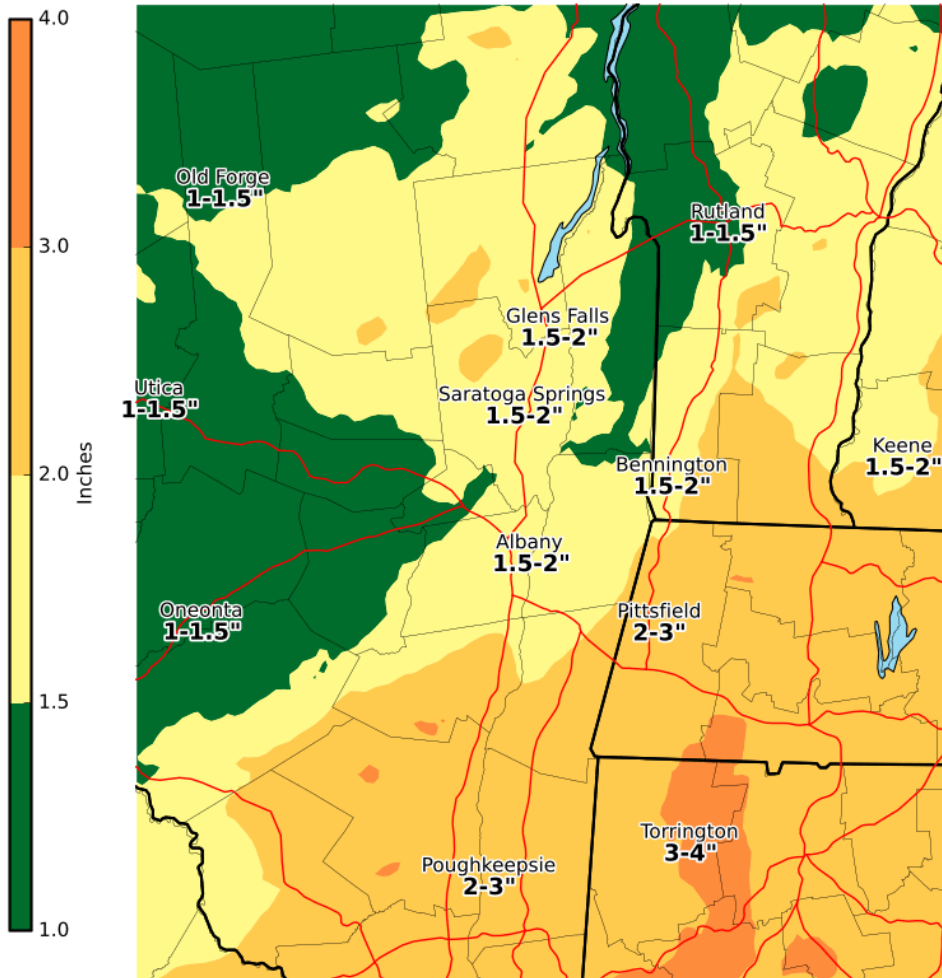 4.0
3.0
2.0
1.5
1.0
Inches
Old Forge
1-1.5"
Rutland
1-1.5"
Glens Falls
1.5-2"
Utica
1-1.5"
Saratoga Springs
1.5-2"
Keene
1.5-2"
Bennington
1.5-2"
Albany
1.5-2"
Oneonta
1-1.5"
Pittsfield
2-3"
Torrington
3-4"
Poughkeepsie
2-3"